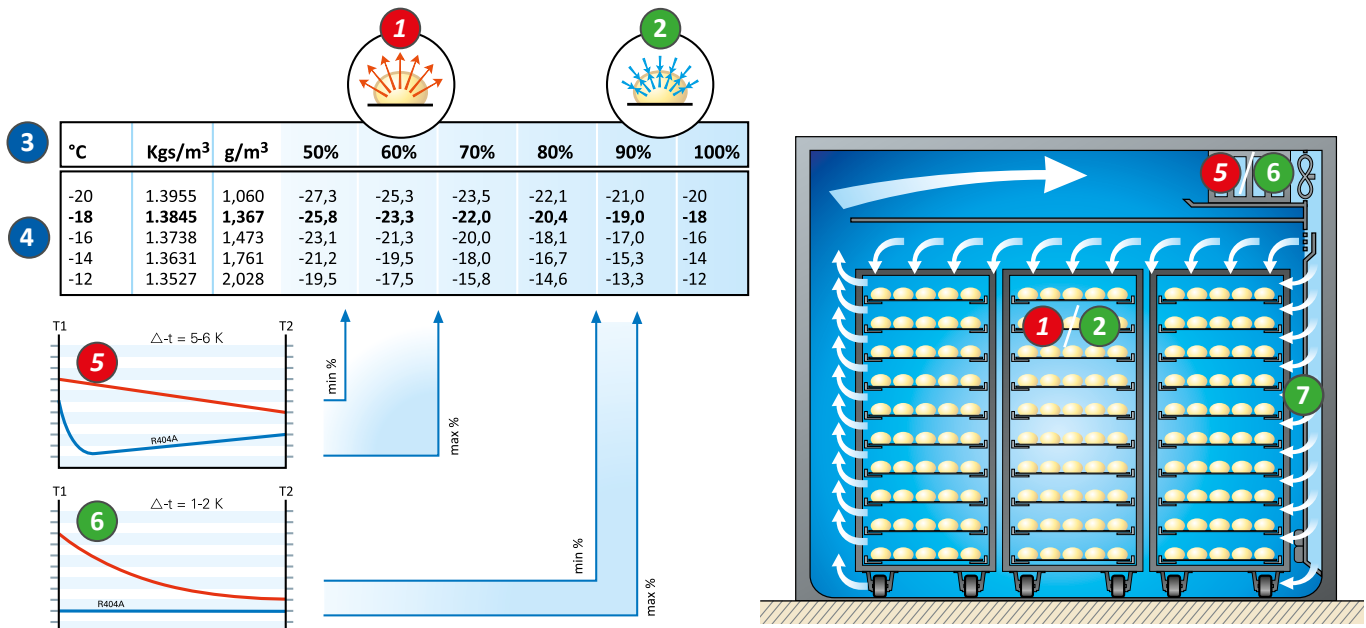 1
2
3
°C Kgs/m³ g/m³ 50% 60% 70% 80% 90% 100%
4
-20 1.3955 1,060 -27,3 -25,3 -23,5 -22,1 -21,0 -20
-18 1.3845 1,367 -25,8 -23,3 -22,0 -20,4 -19,0 -18
-16 1.3738 1,473 -23,1 -21,3 -20,0 -18,1 -17,0 -16
-14 1.3631 1,761 -21,2 -19,5 -18,0 -16,7 -15,3 -14
-12 1.3527 2,028 -19,5 -17,5 -15,8 -14,6 -13,3 -12
T1 T2
△-t = 5-6 K
5
R404A
min %
max %
T1 T2
△-t = 1-2 K
6
R404A
min %
max %
5/6
1/2
7